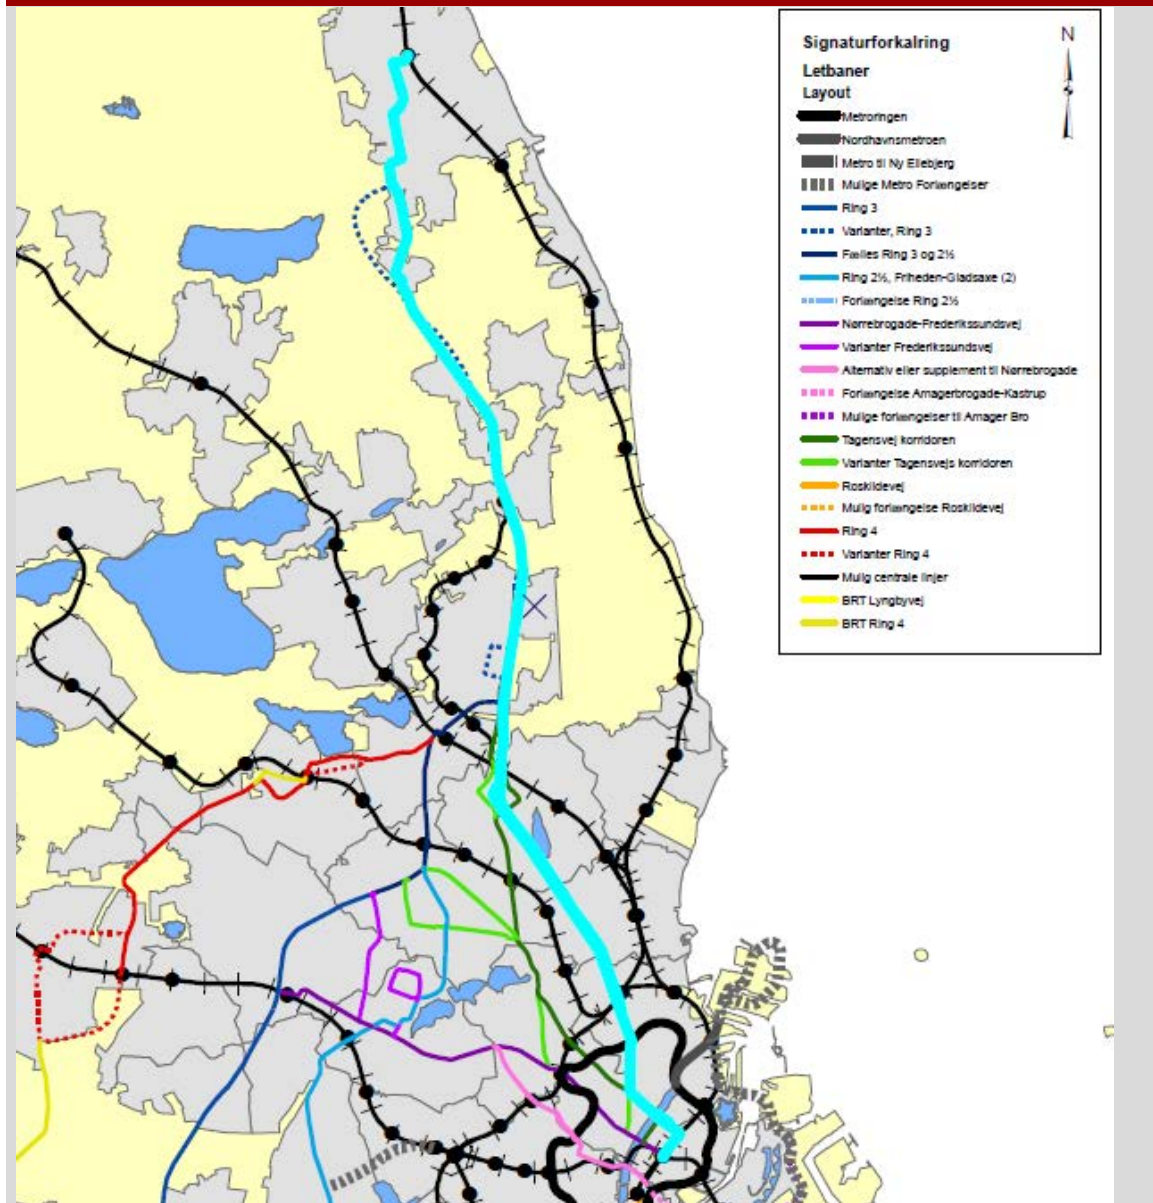 Signaturforkalring
N
Letbaner
Layout
Metroringen
Nordhavnsmetroen
Metro til Ny Ellebjerg
Mulige Metro Forlængelser
Ring 3
Varianter, Ring 3
Fælles Ring 3 og 2½
Ring 2½, Friheden-Gladsaxe (2)
Forlængelse Ring 2½
Nørrebrogade-Frederikssundsvej
Varianter Frederikssundsvej
Alternativ eller supplement til Nørrebrogade
Forlængelse Amagerbrogade-Kastrup
Mulige forlængelser til Amager Bro
Tagensvej korridoren
Varianter Tagensvejs korridoren
Roskildevej
Mulig forlængelse Roskildevej
Ring 4
Varianter Ring 4
Mulig centrale linjer
BRT Lyngbyvej
BRT Ring 4